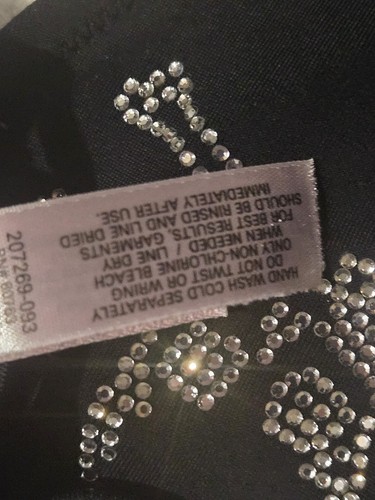 HAND WASH COLD SEPARATELY
DO NOT TWIST OR WRING
ONLY NON-CHLORINE BLEACH
WHEN NEEDED / LINE DRY
FOR BEST RESULTS, GARMENTS
SHOULD BE RINSED AND LINE DRIED
IMMEDIATELY AFTER USE.
207269-093